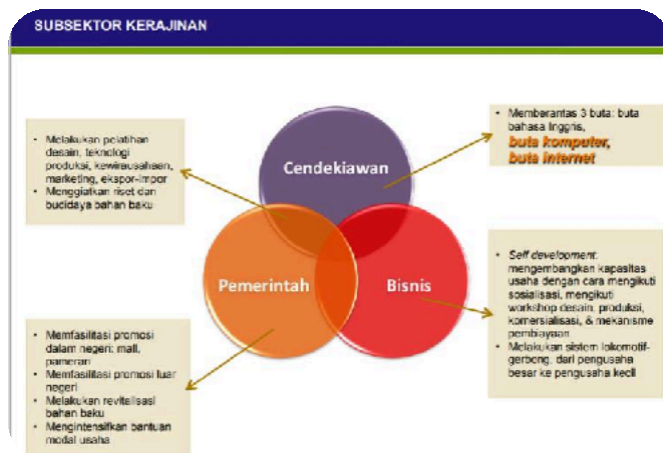 SUBSEKTOR KERAJINAN
• Melakukan pelatihan
desain, teknologi
produksi, kewirausahaan,
marketing, ekspor-impor
• Menggiatkan riset dan
budidaya bahan baku
• Memberantas 3 buta: buta
bahasa Inggris,
buta komputer,
buta internet
Cendekiawan
Pemerintah
Bisnis
• Self development:
mengembangkan kapasitas
usaha dengan cara mengikuti
sosialisasi, mengikuti
workshop desain, produksi,
komersialisasi, & mekanisme
pembiayaan
• Melakukan sistem lokomotif-
gerbong, dari pengusaha
besar ke pengusaha kecil
• Memfasilitasi promosi
dalam negeri: mall,
pameran
• Memfasilitasi promosi luar
negeri
• Melakukan revitalisasi
bahan baku
• Mengintensifkan bantuan
modal usaha